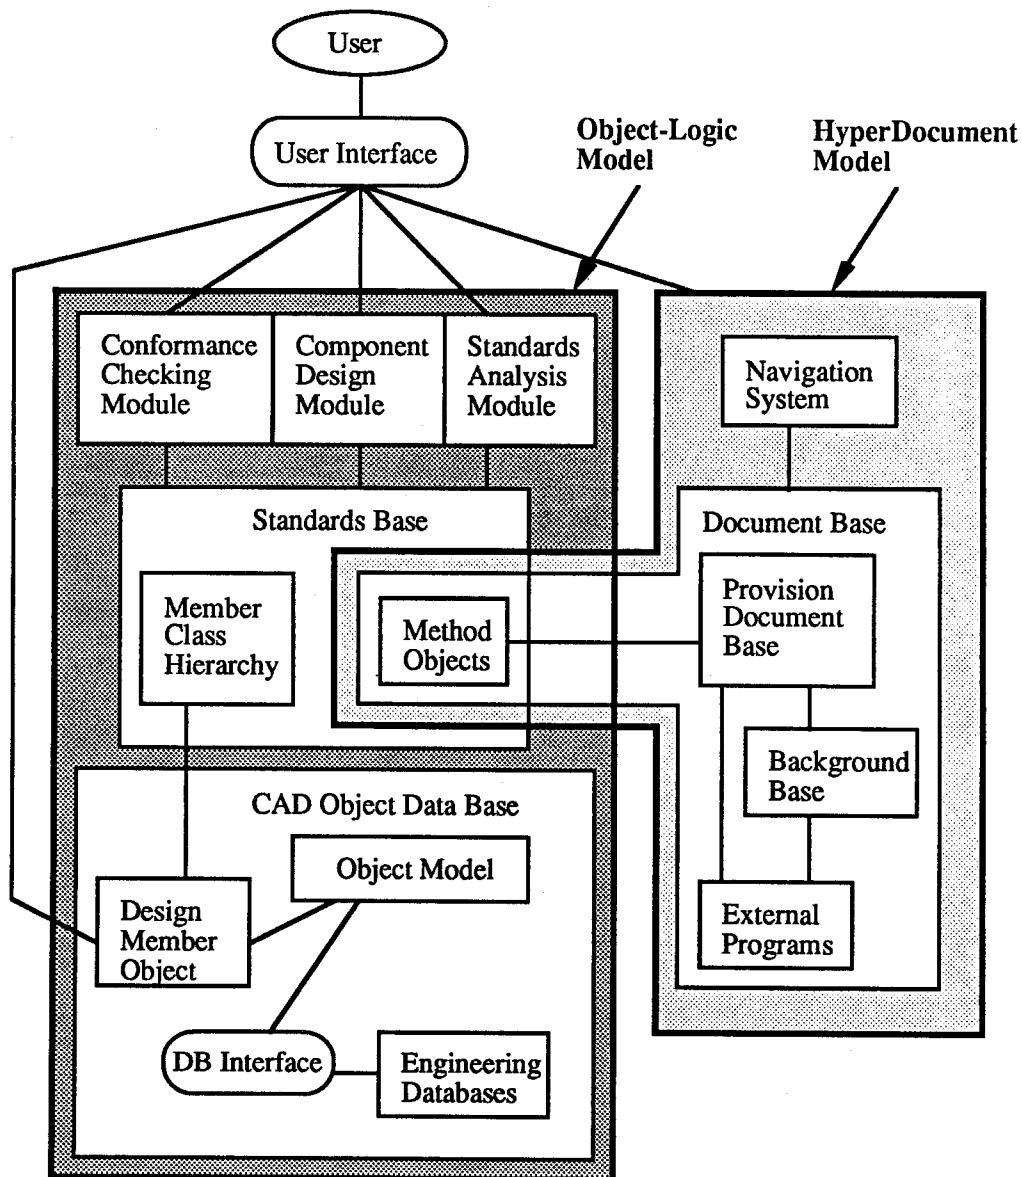 User
User Interface
Object-Logic
Model
HyperDocument
Model
Conformance
Checking
Module
Component
Design
Module
Standards
Analysis
Module
Navigation
System
Standards Base
Document Base
Member
Class
Hierarchy
Method
Objects
Provision
Document
Base
Background
Base
CAD Object Data Base
Object Model
Design
Member
Object
External
Programs
DB Interface
Engineering
Databases